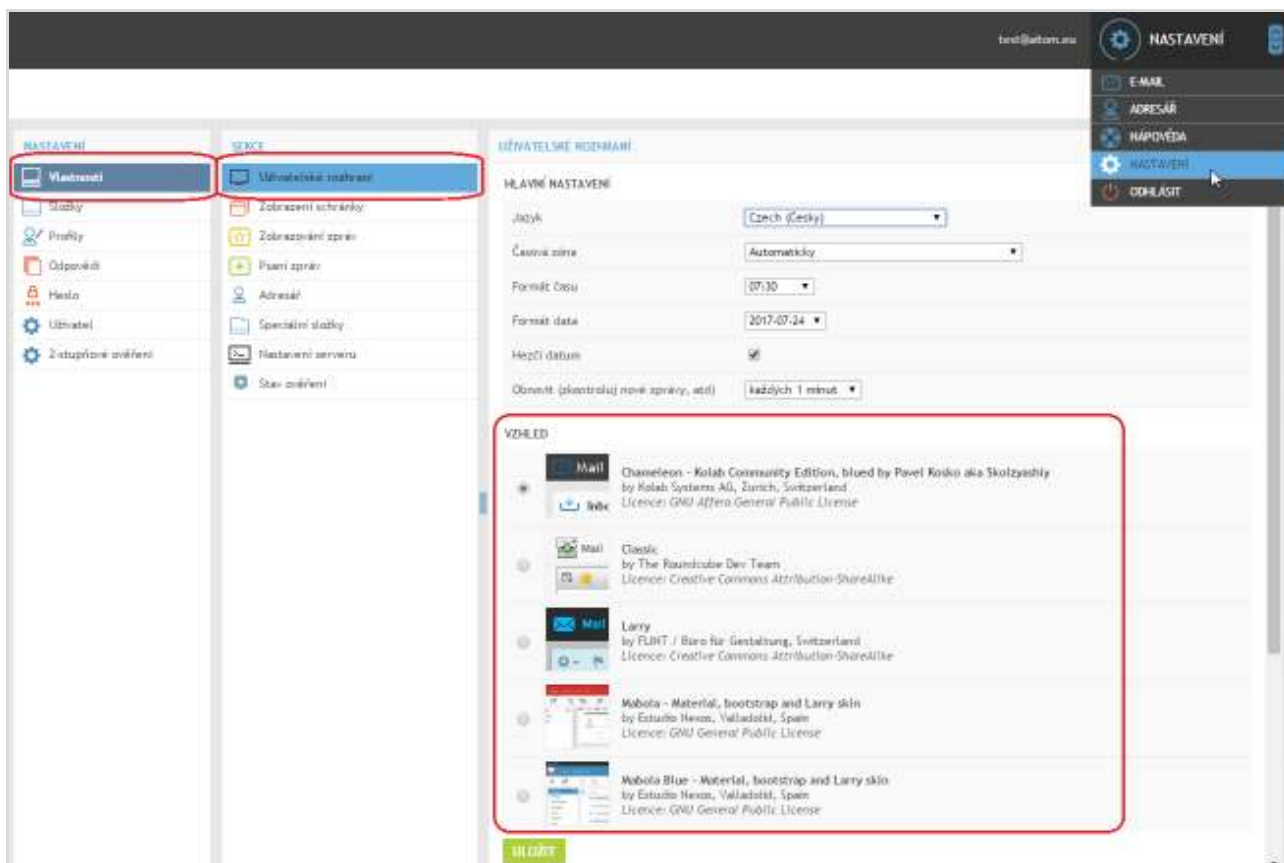 test@attom.eu
NASTAVENÍ
E-MAIL
ADRESÁŘ
NÁPOVĚDA
NASTAVENÍ
ODHLÁSIT
NASTAVENÍ
Vlastnosti
Složky
Profily
Odpovědi
Heslo
Uživatel
2-stupňové ověření
SEKCE
Uživatelské rozhraní
Zobrazení schránky
Zobrazování zpráv
Psaní zpráv
Adresář
Speciální složky
Nastavení serveru
Stav ověření
UŽIVATELSKÉ ROZHRANÍ
HLAVNÍ NASTAVENÍ
Jazyk Czech (Česky)
Časová zóna Automaticky
Formát času 07:30
Formát data 2017-07-24
Hezčí datum
Obnovit (zkontroluj nové zprávy, atd) každých 1 minut
VZHLED
Mail
Inbo
Chameleon - Kolab Community Edition, blued by Pavel Rosko aka Skolzyashiy
by Kolab Systems AG, Zurich, Switzerland
Licence: GNU Affero General Public License
Mail
Classic
by The Roundcube Dev Team
Licence: Creative Commons Attribution-ShareAlike
Mail
Larry
by FLINT / Büro für Gestaltung, Switzerland
Licence: Creative Commons Attribution-ShareAlike
Mabola - Material, bootstrap and Larry skin
by Estudio Nexos, Valladolid, Spain
Licence: GNU General Public License
Mabola Blue - Material, bootstrap and Larry skin
by Estudio Nexos, Valladolid, Spain
Licence: GNU General Public License
ULOŽIT